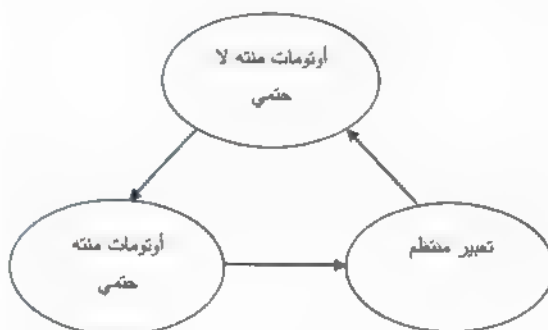 أوتومات منته لا
حتمي
تعبير منتظم
أوتومات منته
حتمي